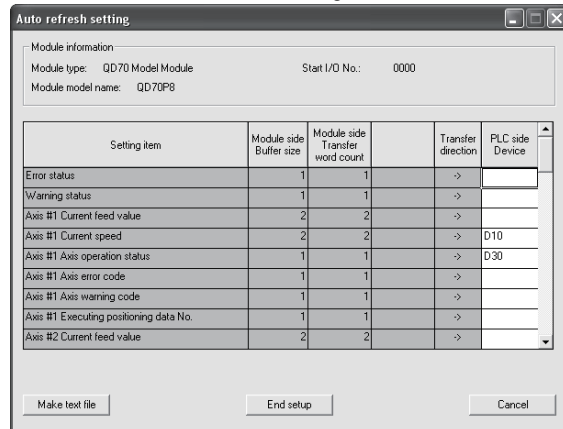 Auto refresh setting
Module information
Module type: QD70 Model Module Start I/O No.: 0000
Module model name: QD70P8
Setting item Module side Buffer size Module side Transfer word count Transfer direction PLC side Device
Error status 1 1 ->
Warning status 1 1 ->
Axis #1 Current feed value 2 2 ->
Axis #1 Current speed 2 2 -> D10
Axis #1 Axis operation status 1 1 -> D30
Axis #1 Axis error code 1 1 ->
Axis #1 Axis warning code 1 1 ->
Axis #1 Executing positioning data No. 1 1 ->
Axis #2 Current feed value 2 2 ->
Make text file End setup Cancel